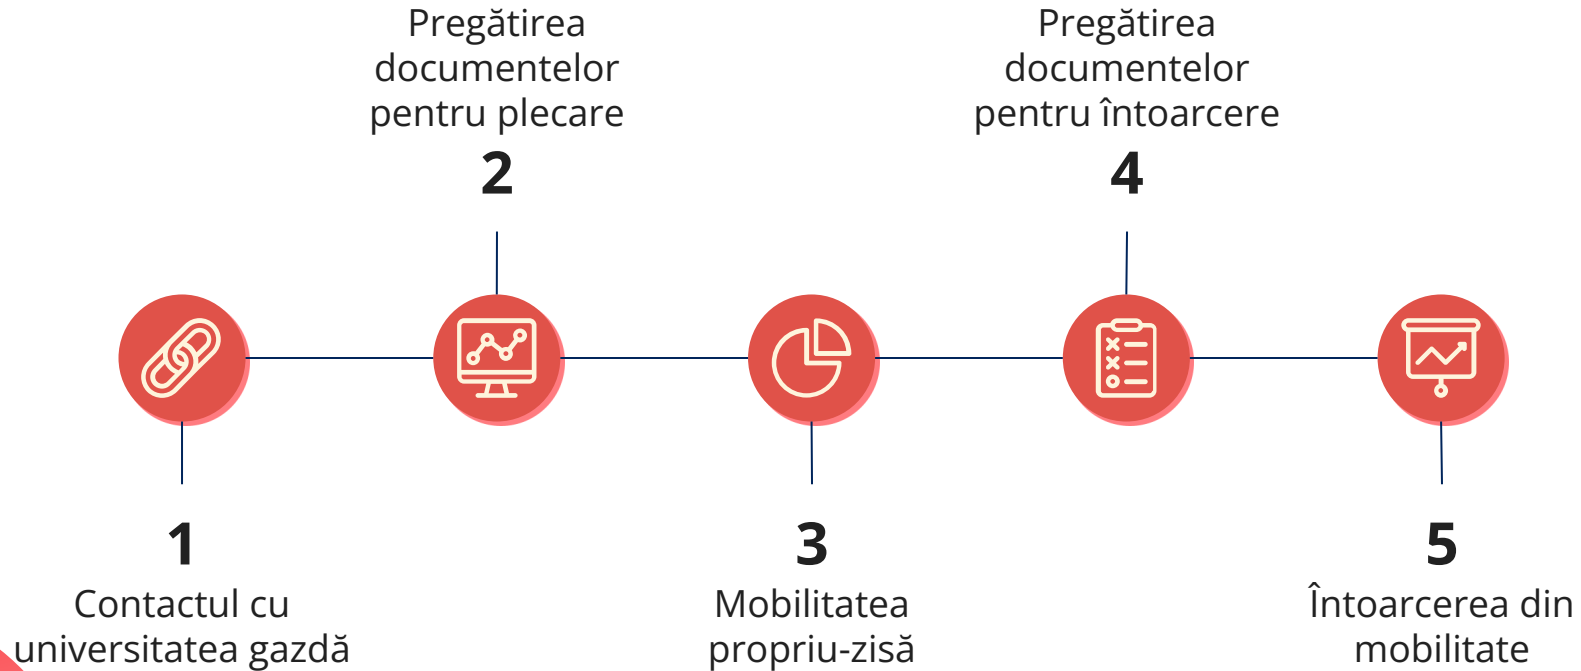 Pregătirea
documentelor
pentru plecare
2
Pregătirea
documentelor
pentru întoarcere
4
1
Contactul cu
universitatea gazdă
3
Mobilitatea
propriu-zisă
5
Întoarcerea din
mobilitate